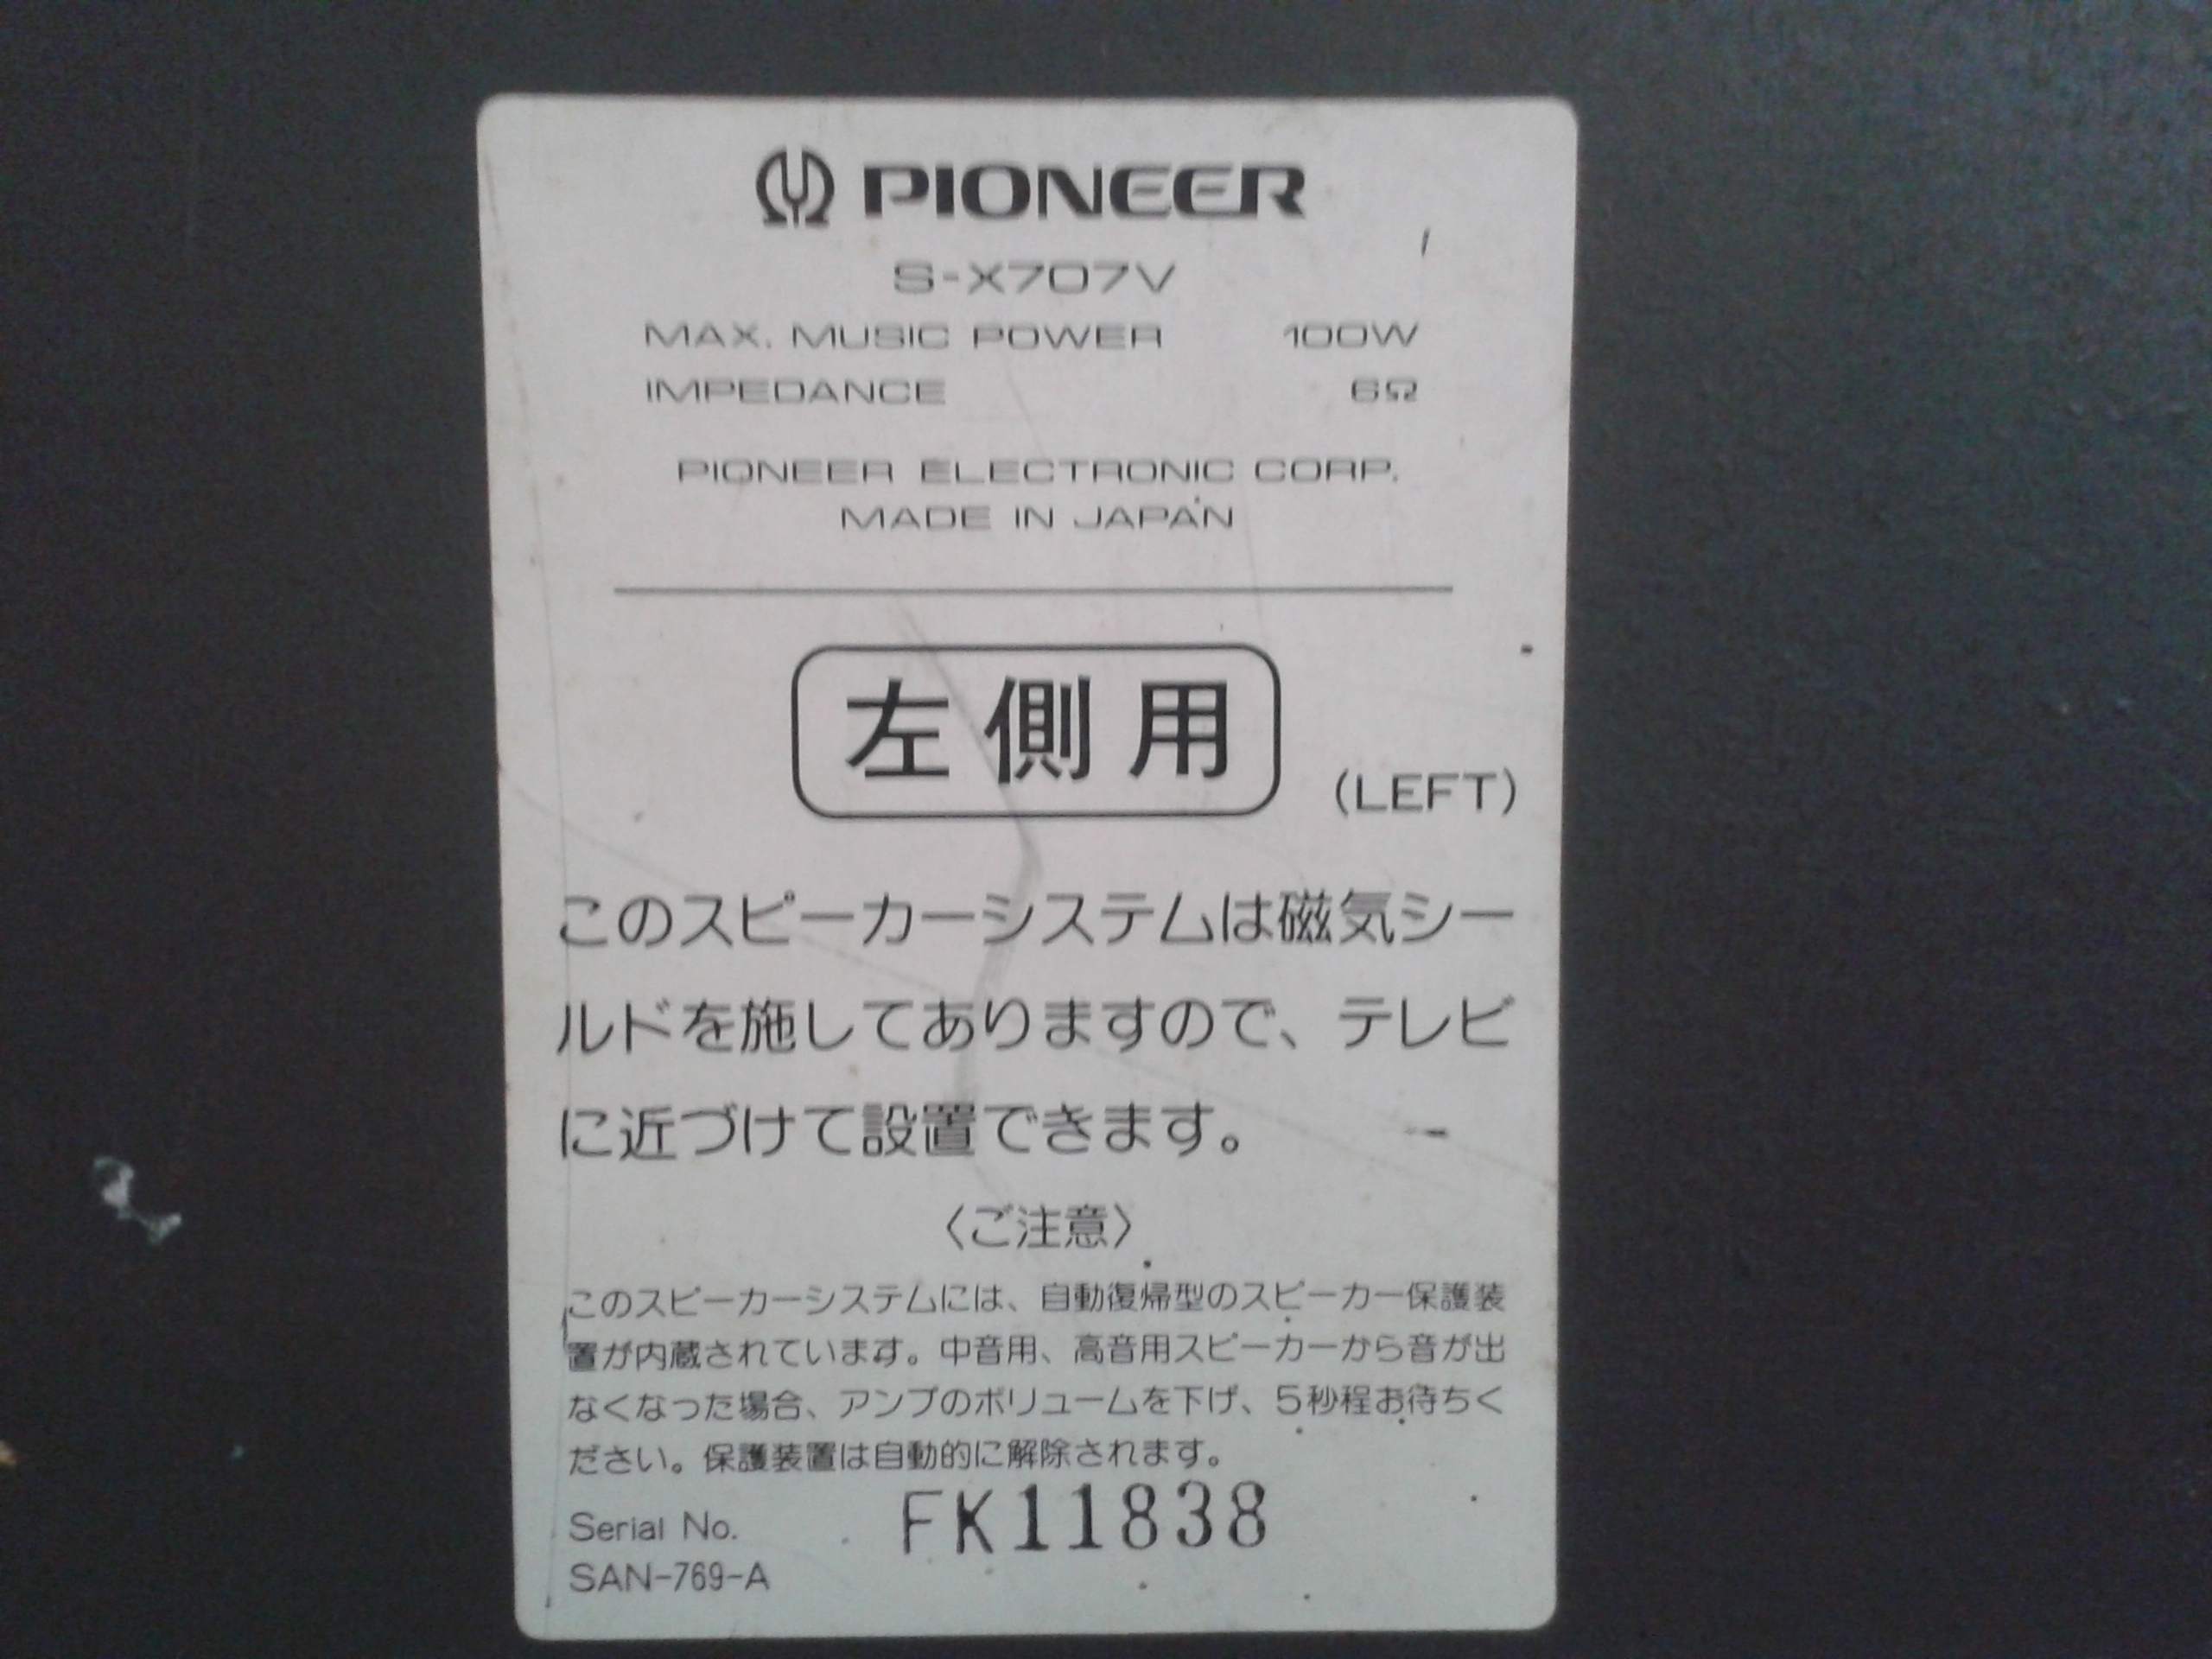 PIONEER
S-X707V
MAX. MUSIC POWER 100W
IMPEDANCE 6Ω
PIONEER ELECTRONIC CORP.
MADE IN JAPAN
左側用
(LEFT)
このスピーカーシステムは磁気シー
ルドを施してありますので、テレビ
に近づけて設置できます。
〈ご注意〉
このスピーカーシステムには、自動復帰型のスピーカー保護装
置が内蔵されています。中音用、高音用スピーカーから音が出
なくなった場合、アンプのボリュームを下げ、5秒程お待ちく
ださい。保護装置は自動的に解除されます。
Serial No. FK11838
SAN-769-A